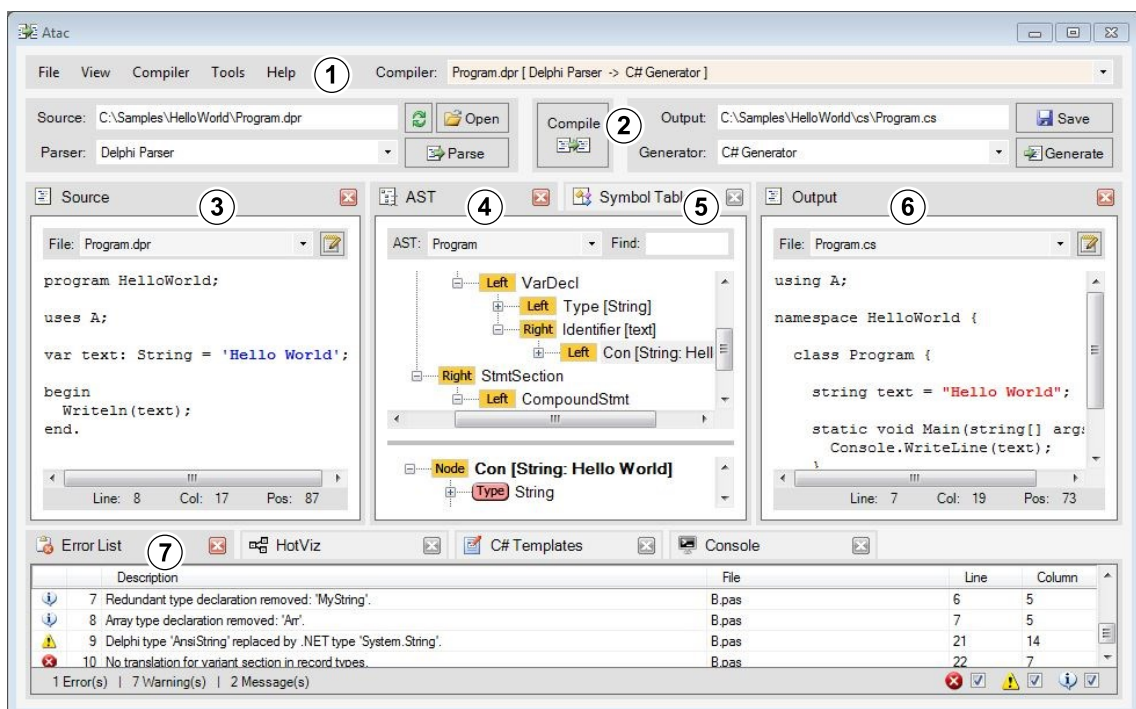 Atac
File View Compiler Tools Help 1 Compiler: Program.dpr [ Delphi Parser -> C# Generator ]
Source: C:\Samples\HelloWorld\Program.dpr Open Compile 2 Output: C:\Samples\HelloWorld\cs\Program.cs Save
Parser: Delphi Parser Parse Generator: C# Generator Generate
Source 3
File: Program.dpr
program HelloWorld;
uses A;
var text: String = 'Hello World';
begin
Writeln(text);
end.
Line: 8 Col: 17 Pos: 87
AST 4 Symbol Tabl 5
AST: Program Find:
Left VarDecl
Left Type [String]
Right Identifier [text]
Left Con [String: Hell
Right StmtSection
Left CompoundStmt
Node Con [String: Hello World]
Type String
Output 6
File: Program.cs
using A;
namespace HelloWorld {
class Program {
string text = "Hello World";
static void Main(string[] args
Console.WriteLine(text);
}
Line: 7 Col: 19 Pos: 73
Error List 7 HotViz C# Templates Console
Description File Line Column
7 Redundant type declaration removed: 'MyString'. B.pas 6 5
8 Array type declaration removed: 'Arr'. B.pas 7 5
9 Delphi type 'AnsiString' replaced by .NET type 'System.String'. B.pas 21 14
10 No translation for variant section in record types. B.pas 22 7
1 Error(s) | 7 Warning(s) | 2 Message(s)